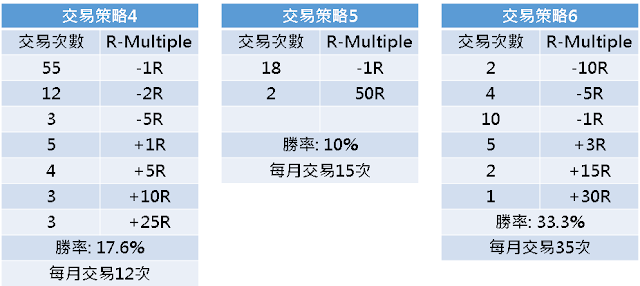 交易策略4
交易次數 R-Multiple
55 -1R
12 -2R
3 -5R
5 +1R
4 +5R
3 +10R
3 +25R
勝率: 17.6%
每月交易12次
交易策略5
交易次數 R-Multiple
18 -1R
2 50R
勝率: 10%
每月交易15次
交易策略6
交易次數 R-Multiple
2 -10R
4 -5R
10 -1R
5 +3R
2 +15R
1 +30R
勝率: 33.3%
每月交易35次